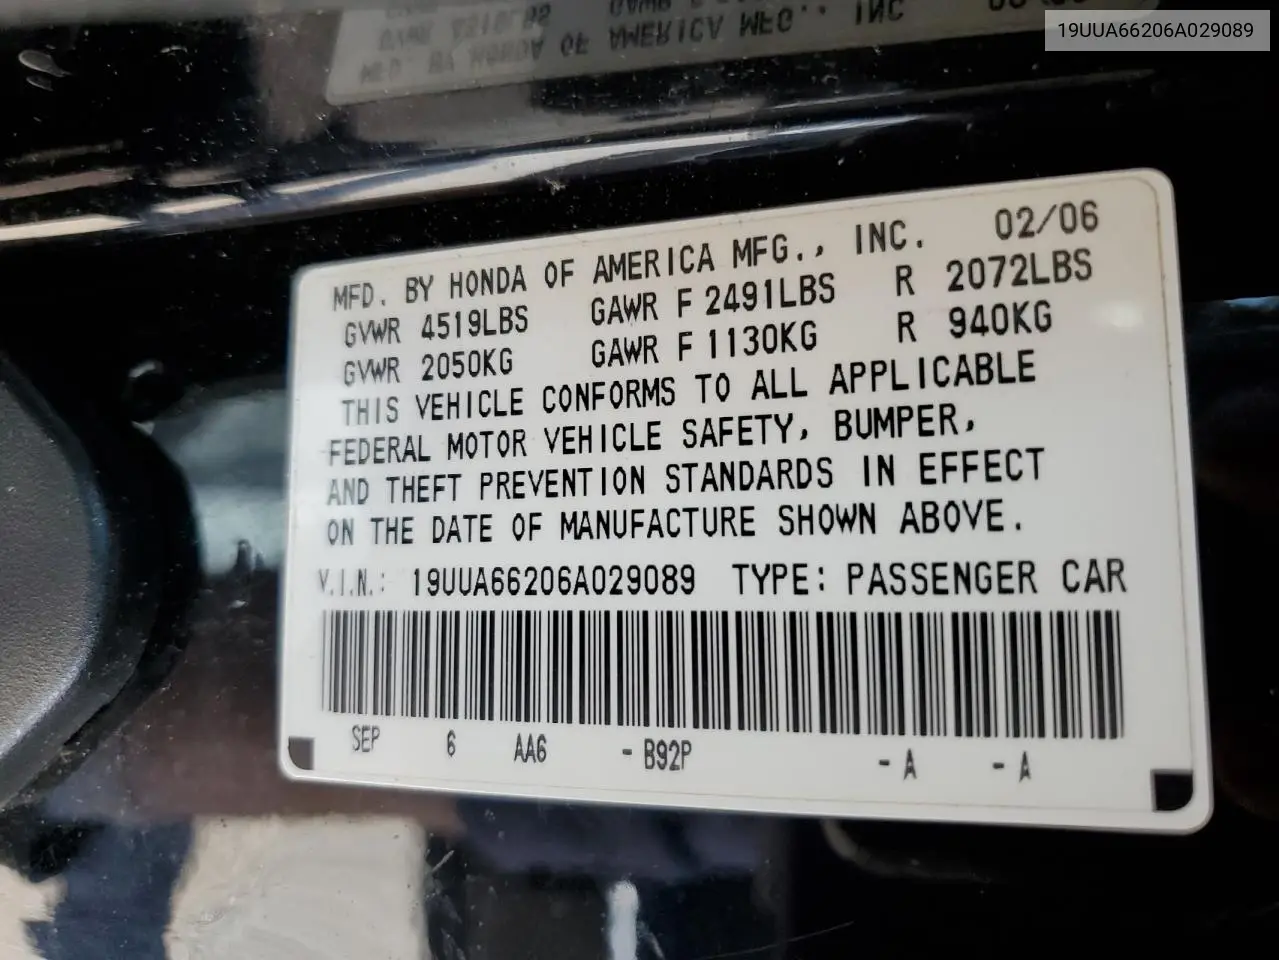 19UUA66206A029089
MFD. BY HONDA OF AMERICA MFG., INC. 02/06
GVWR 4519LBS GAWR F 2491LBS R 2072LBS
GVWR 2050KG GAWR F 1130KG R 940KG
THIS VEHICLE CONFORMS TO ALL APPLICABLE
FEDERAL MOTOR VEHICLE SAFETY, BUMPER,
AND THEFT PREVENTION STANDARDS IN EFFECT
ON THE DATE OF MANUFACTURE SHOWN ABOVE.
V.I.N.: 19UUA66206A029089 TYPE: PASSENGER CAR
SEP 6 AA6 - B92P - A - A